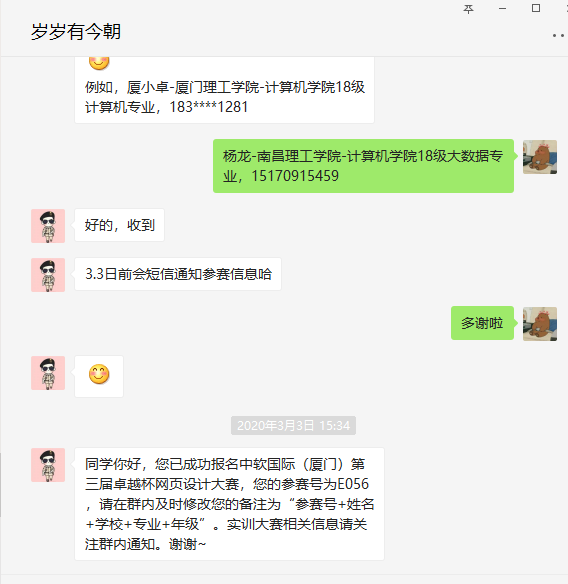 岁岁有今朝
例如，厦小卓-厦门理工学院-计算机学院18级
计算机专业，183****1281
杨龙-南昌理工学院-计算机学院18级大数据专
业，15170915459
好的，收到
3.3日前会短信通知参赛信息哈
多谢啦
2020年3月3日 15:34
同学你好，您已成功报名中软国际（厦门）第
三届卓越杯网页设计大赛，您的参赛号为E056
，请在群内及时修改您的备注为“参赛号+姓名
+学校+专业+年级”。实训大赛相关信息请关
注群内通知。谢谢~